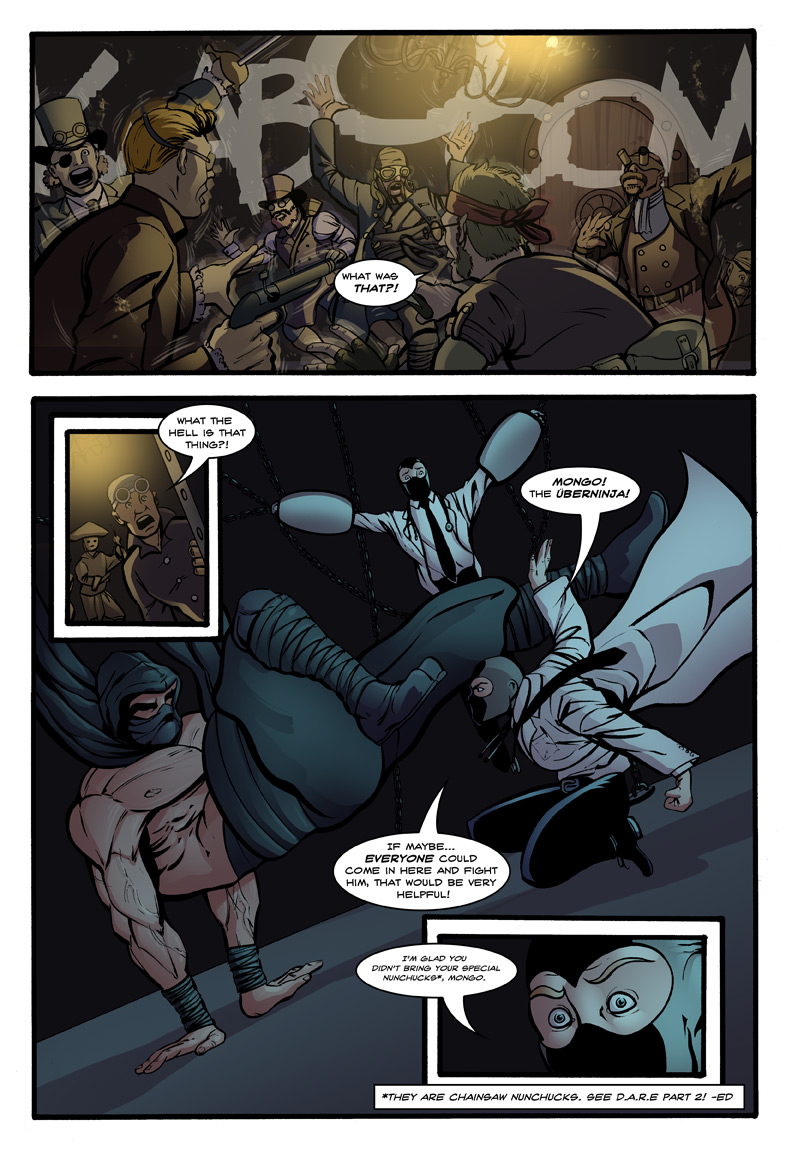 KABOOM
WHAT WAS
THAT?!
WHAT THE
HELL IS THAT
THING?!
MONGO!
THE ÜBERNINJA!
IF MAYBE...
EVERYONE COULD
COME IN HERE AND FIGHT
HIM, THAT WOULD BE VERY
HELPFUL!
I'M GLAD YOU
DIDN'T BRING YOUR SPECIAL
NUNCHUCKS*, MONGO.
*THEY ARE CHAINSAW NUNCHUCKS. SEE D.A.R.E PART 2! -ED